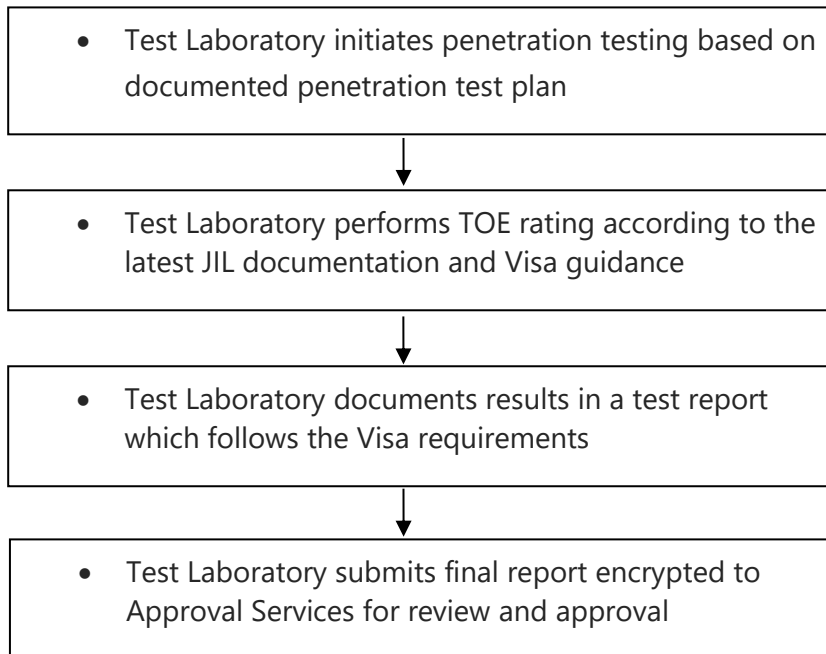 • Test Laboratory initiates penetration testing based on
documented penetration test plan
• Test Laboratory performs TOE rating according to the
latest JIL documentation and Visa guidance
• Test Laboratory documents results in a test report
which follows the Visa requirements
• Test Laboratory submits final report encrypted to
Approval Services for review and approval